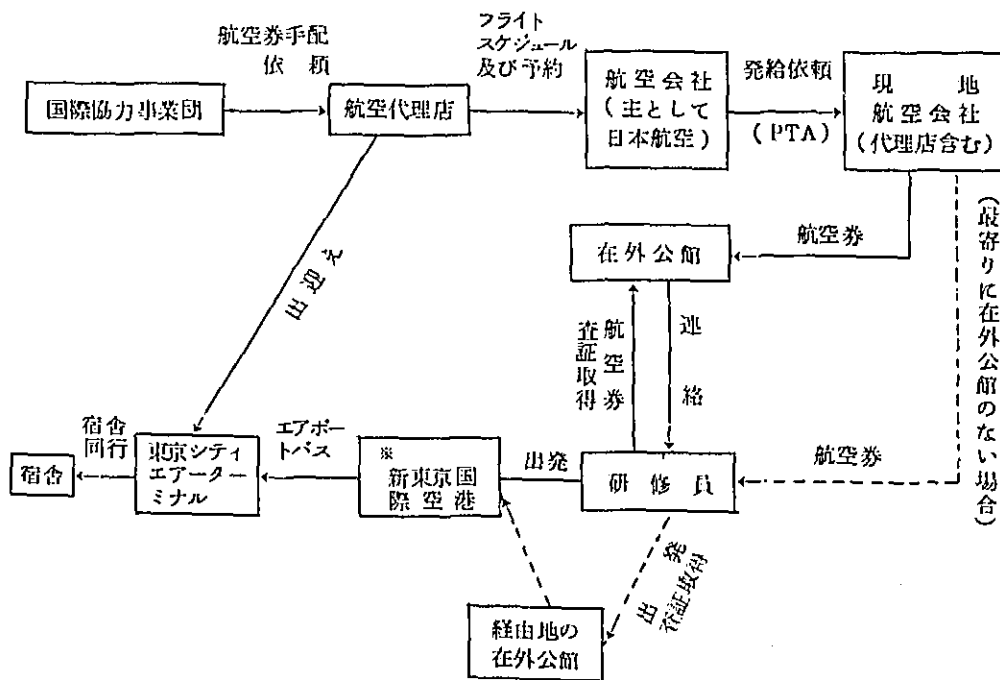 航空券手配
依頼
フライト
スケジュール
及び予約
国際協力事業団
航空代理店
航空会社
(主として
日本航空)
発給依頼
(PTA)
現地
航空会社
(代理店含む)
(最寄りに在外公館のない場合)
航空券
在外公館
出迎え
航空券
査証取得
連絡
宿舎
同行
エアポー
トバス
出発
航空券
宿舎
東京シティ
エアーター
ミナル
※
新東京国
際空港
研修員
出発
査証取得
経由地の
在外公館